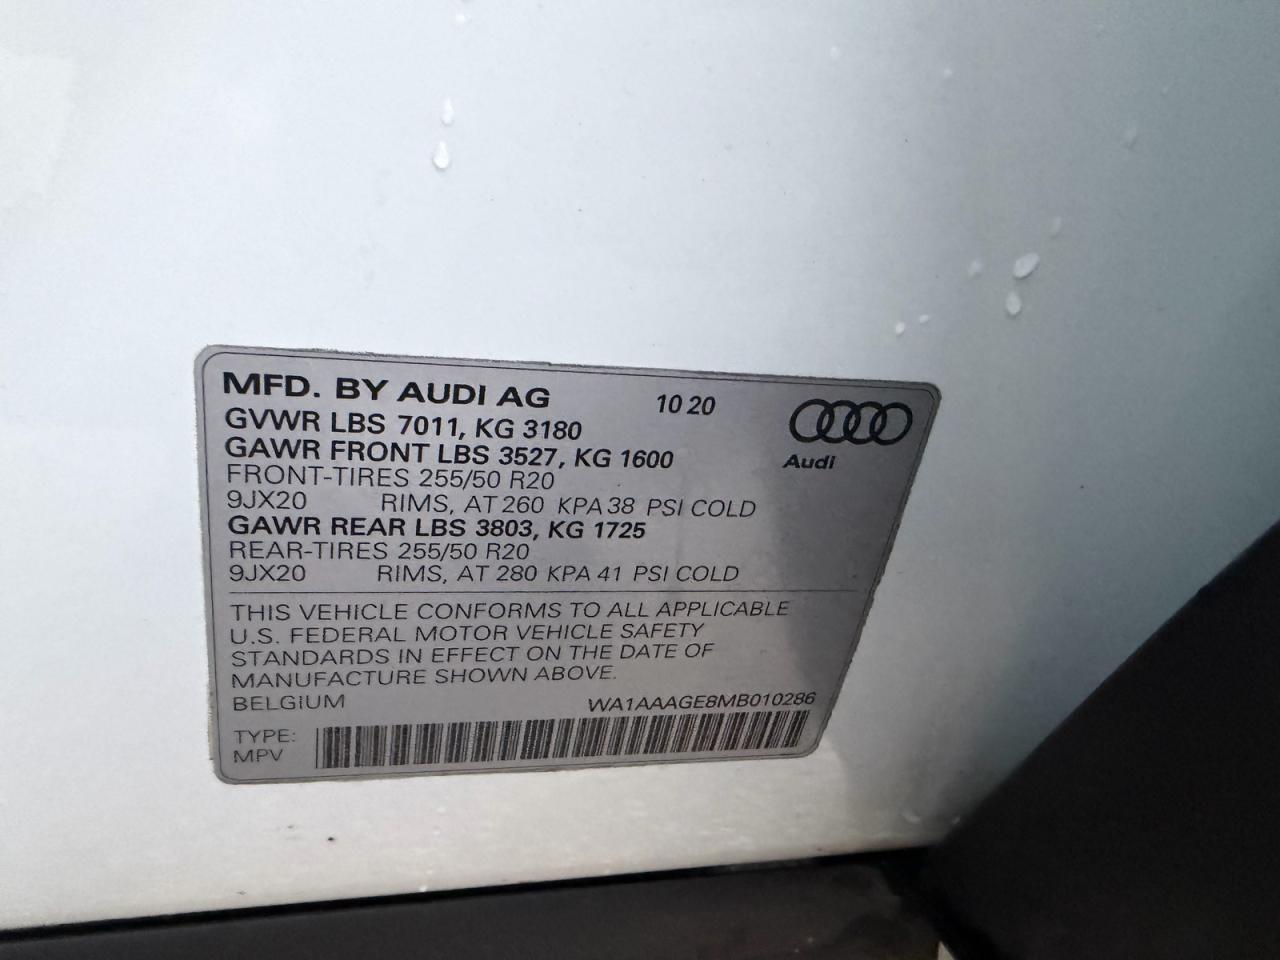 MFD. BY AUDI AG 10 20
GVWR LBS 7011, KG 3180
GAWR FRONT LBS 3527, KG 1600
Audi
FRONT-TIRES 255/50 R20
9JX20 RIMS, AT 260 KPA 38 PSI COLD
GAWR REAR LBS 3803, KG 1725
REAR-TIRES 255/50 R20
9JX20 RIMS, AT 280 KPA 41 PSI COLD
THIS VEHICLE CONFORMS TO ALL APPLICABLE
U.S. FEDERAL MOTOR VEHICLE SAFETY
STANDARDS IN EFFECT ON THE DATE OF
MANUFACTURE SHOWN ABOVE.
BELGIUM WA1AAAGE8MB010286
TYPE:
MPV